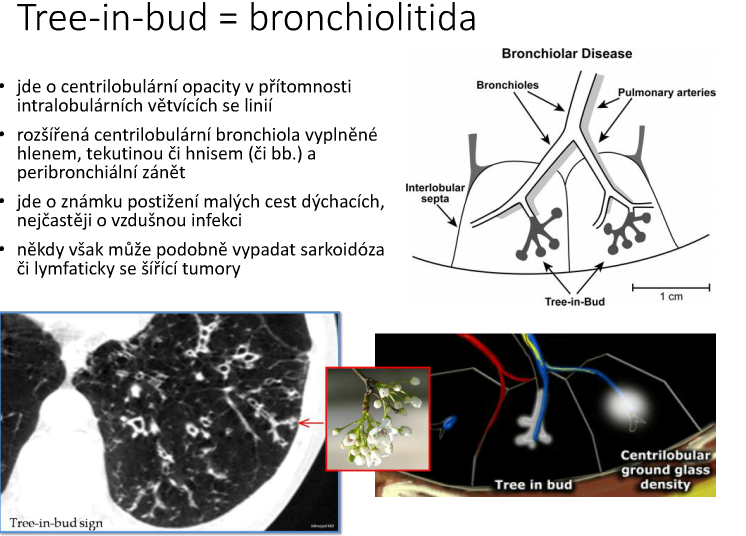 Tree-in-bud = bronchiolitida
• jde o centrilobulární opacity v přítomnosti
intralobulárních větvících se linií
• rozšířená centrilobulární bronchiola vyplněné
hlenem, tekutinou či hnisem (či bb.) a
peribronchiální zánět
• jde o známku postižení malých cest dýchacích,
nejčastěji o vzdušnou infekci
• někdy však může podobně vypadat sarkoidóza
či lymfaticky se šířící tumory
Bronchiolar Disease
Bronchioles
Pulmonary arteries
Interlobular
septa
Tree-in-Bud
1 cm
Tree-in-bud sign
Tree in bud
Centrilobular
ground glass
density